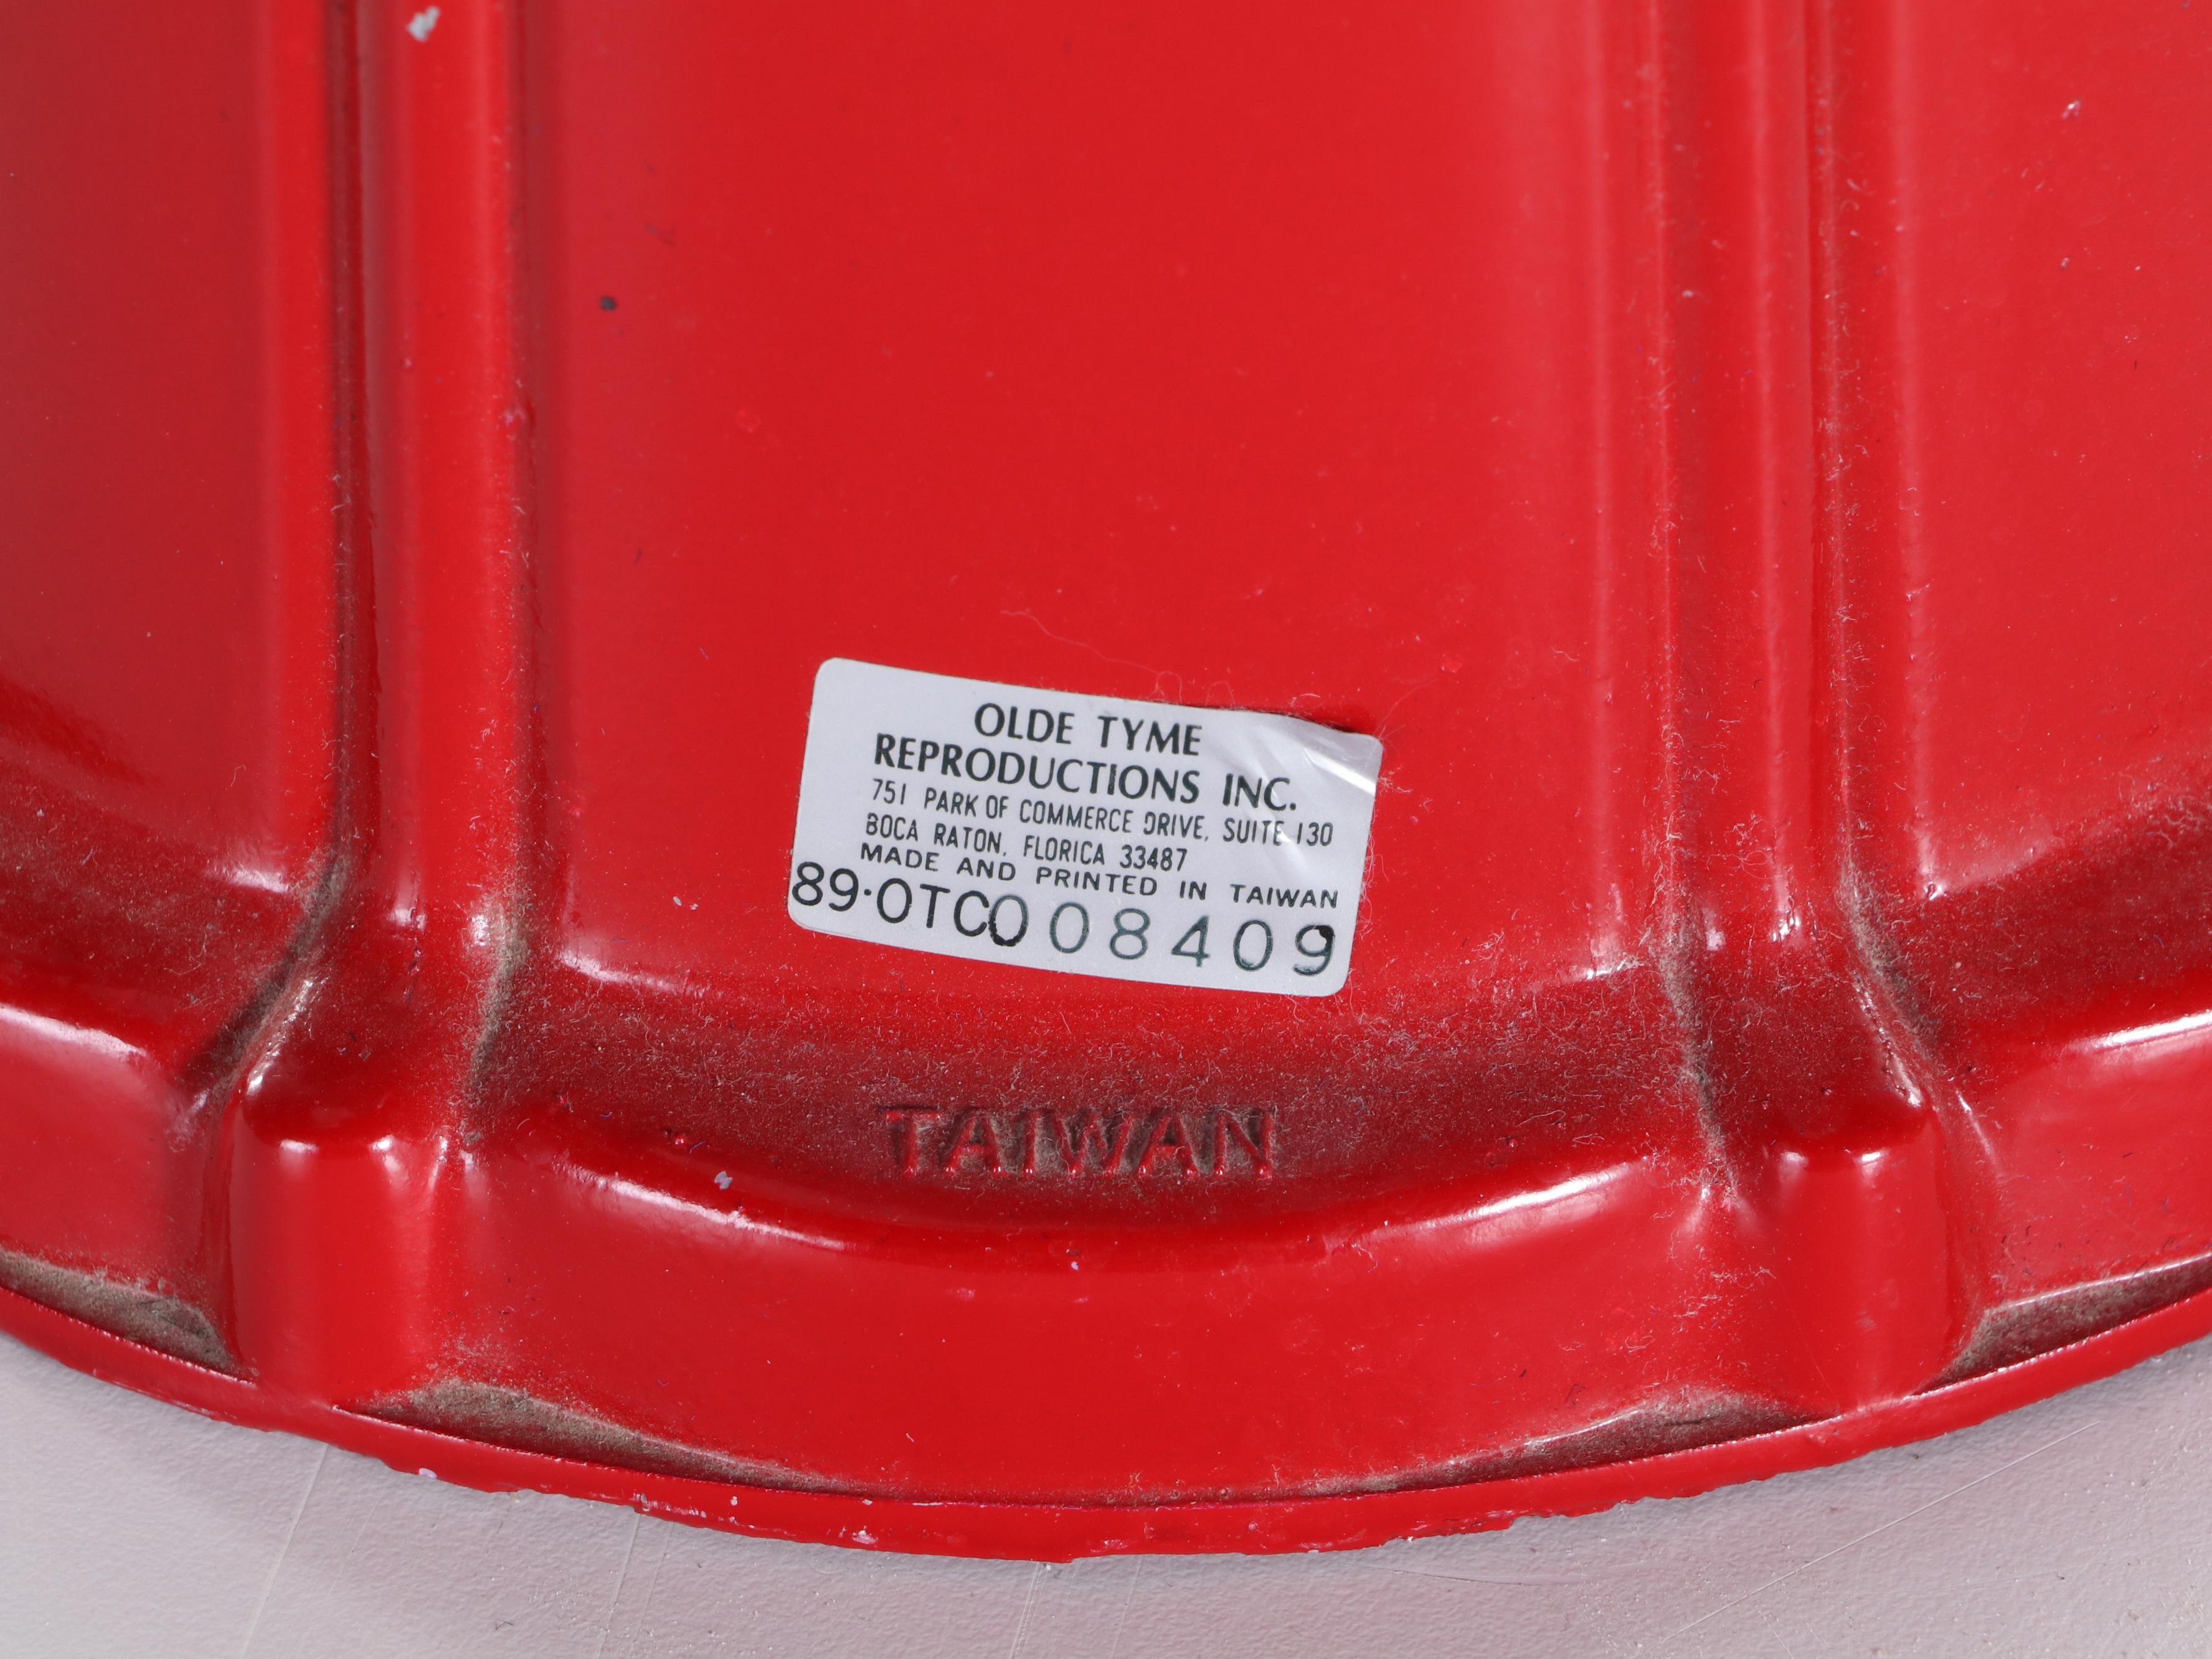 OLDE TYME
REPRODUCTIONS INC.
751 PARK OF COMMERCE DRIVE, SUITE 130
BOCA RATON, FLORICA 33487
MADE AND PRINTED IN TAIWAN
89·OTC008409
TAIWAN